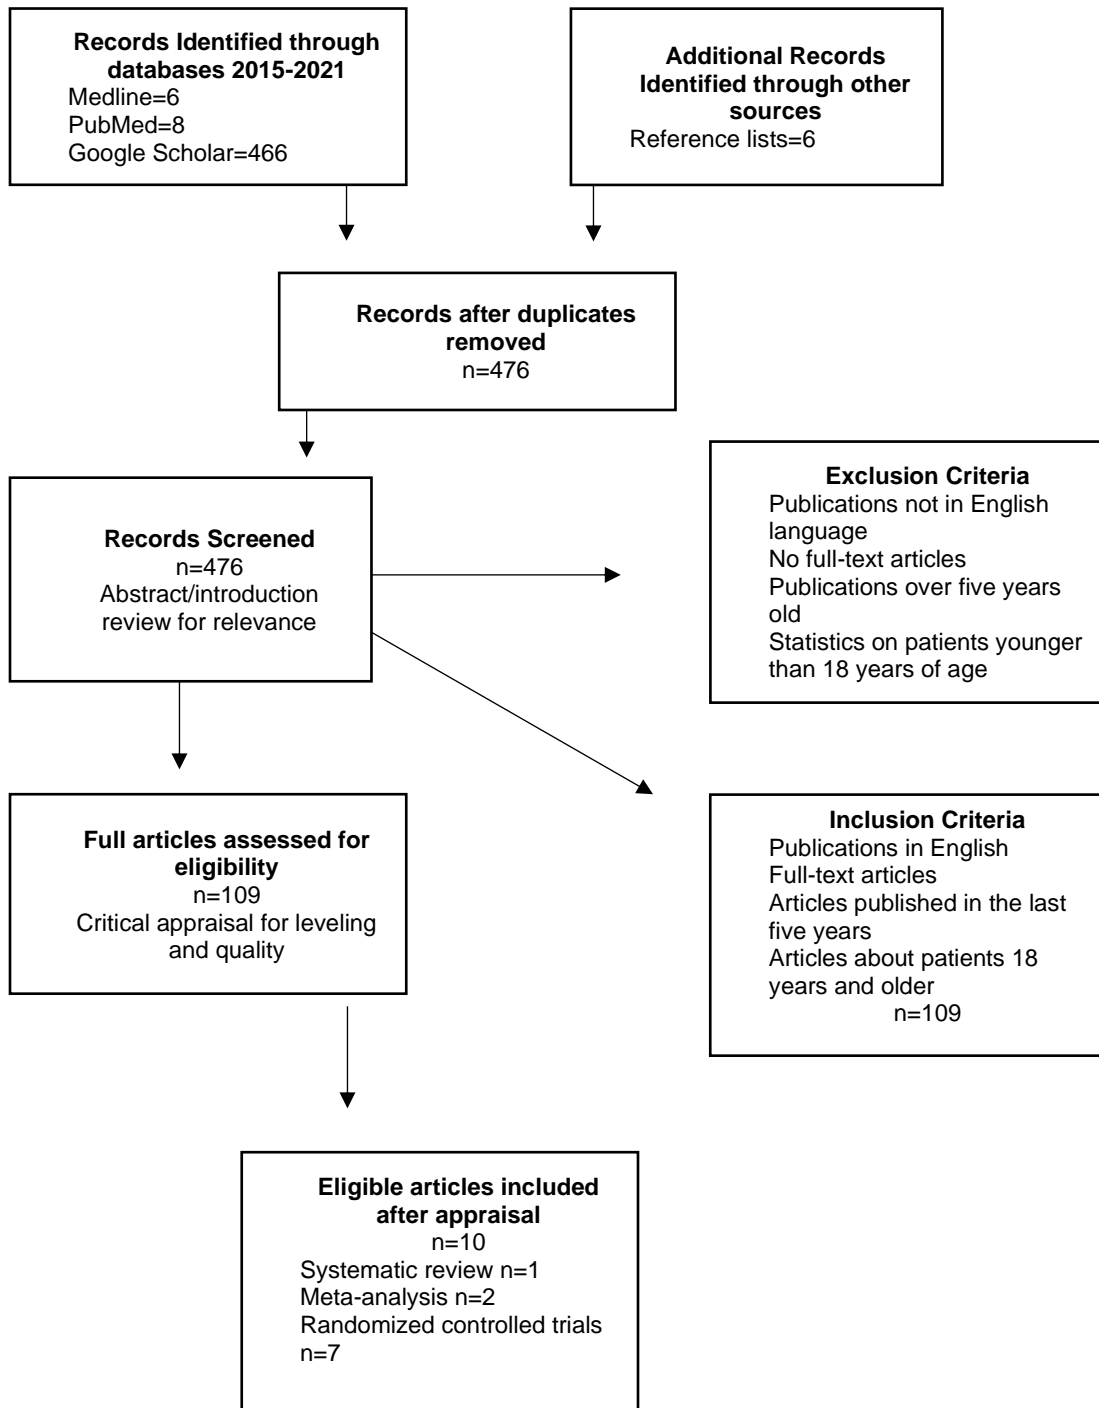 Records Identified through
databases 2015-2021
Medline=6
PubMed=8
Google Scholar=466
Additional Records
Identified through other
sources
Reference lists=6
Records after duplicates
removed
n=476
Records Screened
n=476
Abstract/introduction
review for relevance
Exclusion Criteria
Publications not in English
language
No full-text articles
Publications over five years
old
Statistics on patients younger
than 18 years of age
Full articles assessed for
eligibility
n=109
Critical appraisal for leveling
and quality
Inclusion Criteria
Publications in English
Full-text articles
Articles published in the last
five years
Articles about patients 18
years and older
n=109
Eligible articles included
after appraisal
n=10
Systematic review n=1
Meta-analysis n=2
Randomized controlled trials
n=7